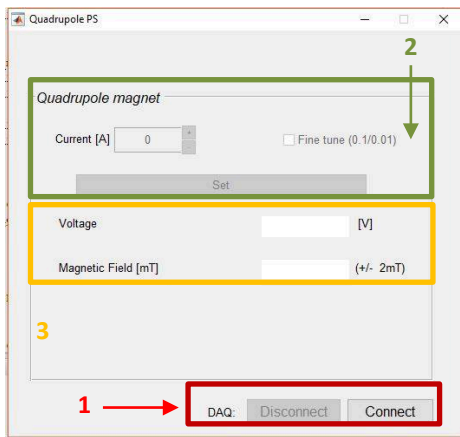 Quadrupole PS
2
Quadrupole magnet
Current [A] 0 Fine tune (0.1/0.01)
Set
Voltage [V]
Magnetic Field [mT] (+/- 2mT)
3
1 DAQ: Disconnect Connect